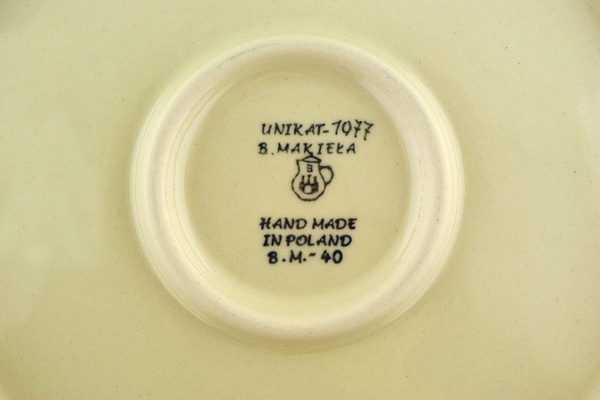 UNIKAT-1077
B. MAKIEŁA
B
HAND MADE
IN POLAND
B.M.-40